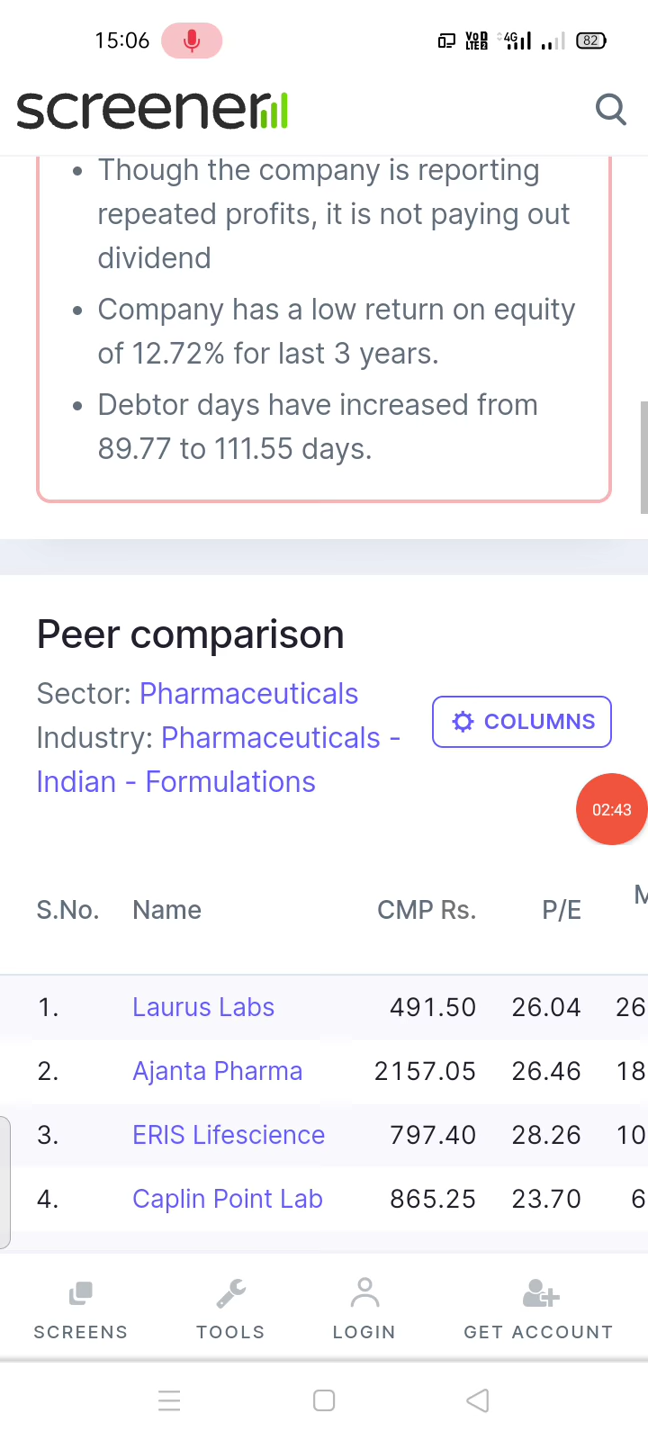 15:06 VoD LTE2 4G 82
screener
Though the company is reporting
repeated profits, it is not paying out
dividend
Company has a low return on equity
of 12.72% for last 3 years.
Debtor days have increased from
89.77 to 111.55 days.
Peer comparison
Sector: Pharmaceuticals
Industry: Pharmaceuticals -
Indian - Formulations
COLUMNS
02:43
S.No. Name CMP Rs. P/E M
1. Laurus Labs 491.50 26.04 26
2. Ajanta Pharma 2157.05 26.46 18
3. ERIS Lifescience 797.40 28.26 10
4. Caplin Point Lab 865.25 23.70 6
SCREENS TOOLS LOGIN GET ACCOUNT